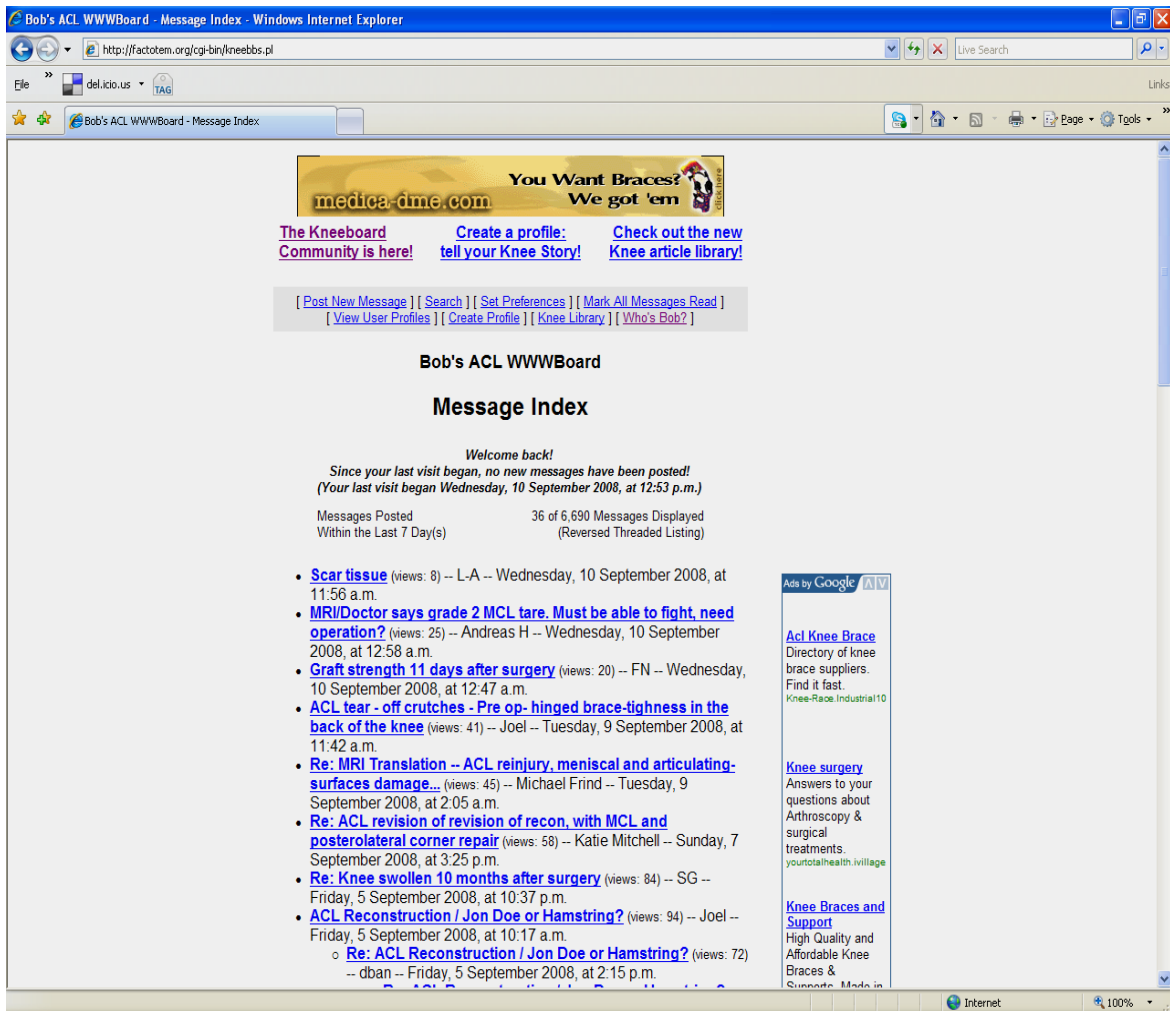 Bob's ACL WWWBoard - Message Index - Windows Internet Explorer
http://factotem.org/cgi-bin/kneebbs.pl
Live Search
File
»
del.icio.us
TAG
Links
Bob's ACL WWWBoard - Message Index
Page
Tools
»
You Want Braces?
We got 'em
medica-dme.com
click here
The Kneeboard
Community is here!
Create a profile:
tell your Knee Story!
Check out the new
Knee article library!
[ Post New Message ] [ Search ] [ Set Preferences ] [ Mark All Messages Read ]
[ View User Profiles ] [ Create Profile ] [ Knee Library ] [ Who's Bob? ]
Bob's ACL WWWBoard
Message Index
Welcome back!
Since your last visit began, no new messages have been posted!
(Your last visit began Wednesday, 10 September 2008, at 12:53 p.m.)
Messages Posted
Within the Last 7 Day(s)
36 of 6,690 Messages Displayed
(Reversed Threaded Listing)
• Scar tissue (views: 8) -- L-A -- Wednesday, 10 September 2008, at
11:56 a.m.
• MRI/Doctor says grade 2 MCL tare. Must be able to fight, need
operation? (views: 25) -- Andreas H -- Wednesday, 10 September
2008, at 12:58 a.m.
• Graft strength 11 days after surgery (views: 20) -- FN -- Wednesday,
10 September 2008, at 12:47 a.m.
• ACL tear - off crutches - Pre op- hinged brace-tighness in the
back of the knee (views: 41) -- Joel -- Tuesday, 9 September 2008, at
11:42 a.m.
• Re: MRI Translation -- ACL reinjury, meniscal and articulating-
surfaces damage... (views: 45) -- Michael Frind -- Tuesday, 9
September 2008, at 2:05 a.m.
• Re: ACL revision of revision of recon, with MCL and
posterolateral corner repair (views: 58) -- Katie Mitchell -- Sunday, 7
September 2008, at 3:25 p.m.
• Re: Knee swollen 10 months after surgery (views: 84) -- SG --
Friday, 5 September 2008, at 10:37 p.m.
• ACL Reconstruction / Jon Doe or Hamstring? (views: 94) -- Joel --
Friday, 5 September 2008, at 10:17 a.m.
○ Re: ACL Reconstruction / Jon Doe or Hamstring? (views: 72)
-- dban -- Friday, 5 September 2008, at 2:15 p.m.
Ads by Google
Acl Knee Brace
Directory of knee
brace suppliers.
Find it fast.
Knee-Race.Industrial10
Knee surgery
Answers to your
questions about
Arthroscopy &
surgical
treatments.
yourtotalhealth.ivillage
Knee Braces and
Support
High Quality and
Affordable Knee
Braces &
Supports. Made in
Internet
100%